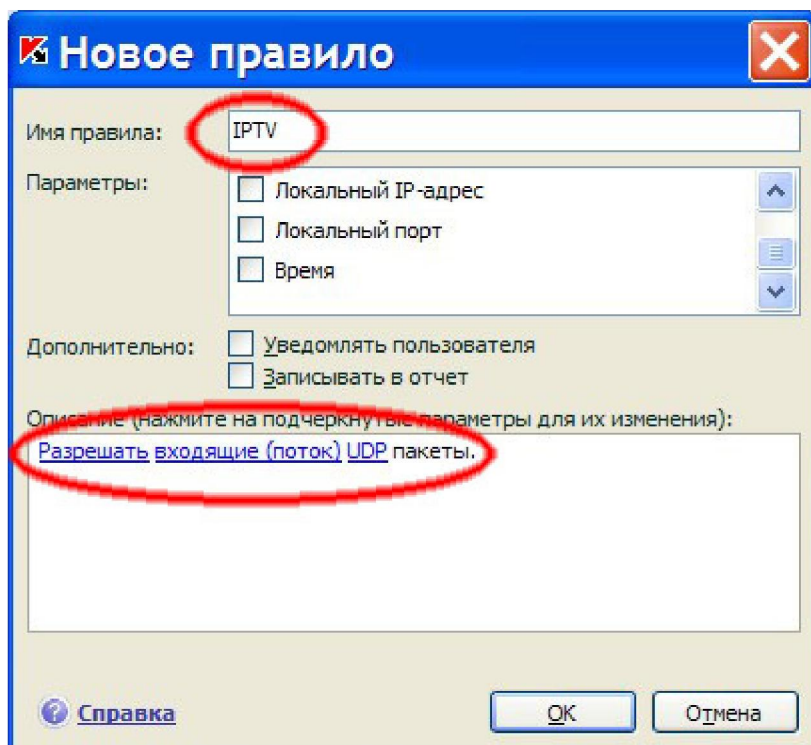 Новое правило
Имя правила: IPTV
Параметры:
Локальный IP-адрес
Локальный порт
Время
Дополнительно:
Уведомлять пользователя
Записывать в отчет
Описание (нажмите на подчеркнутые параметры для их изменения):
Разрешать входящие (поток) UDP пакеты.
Справка
OK
Отмена